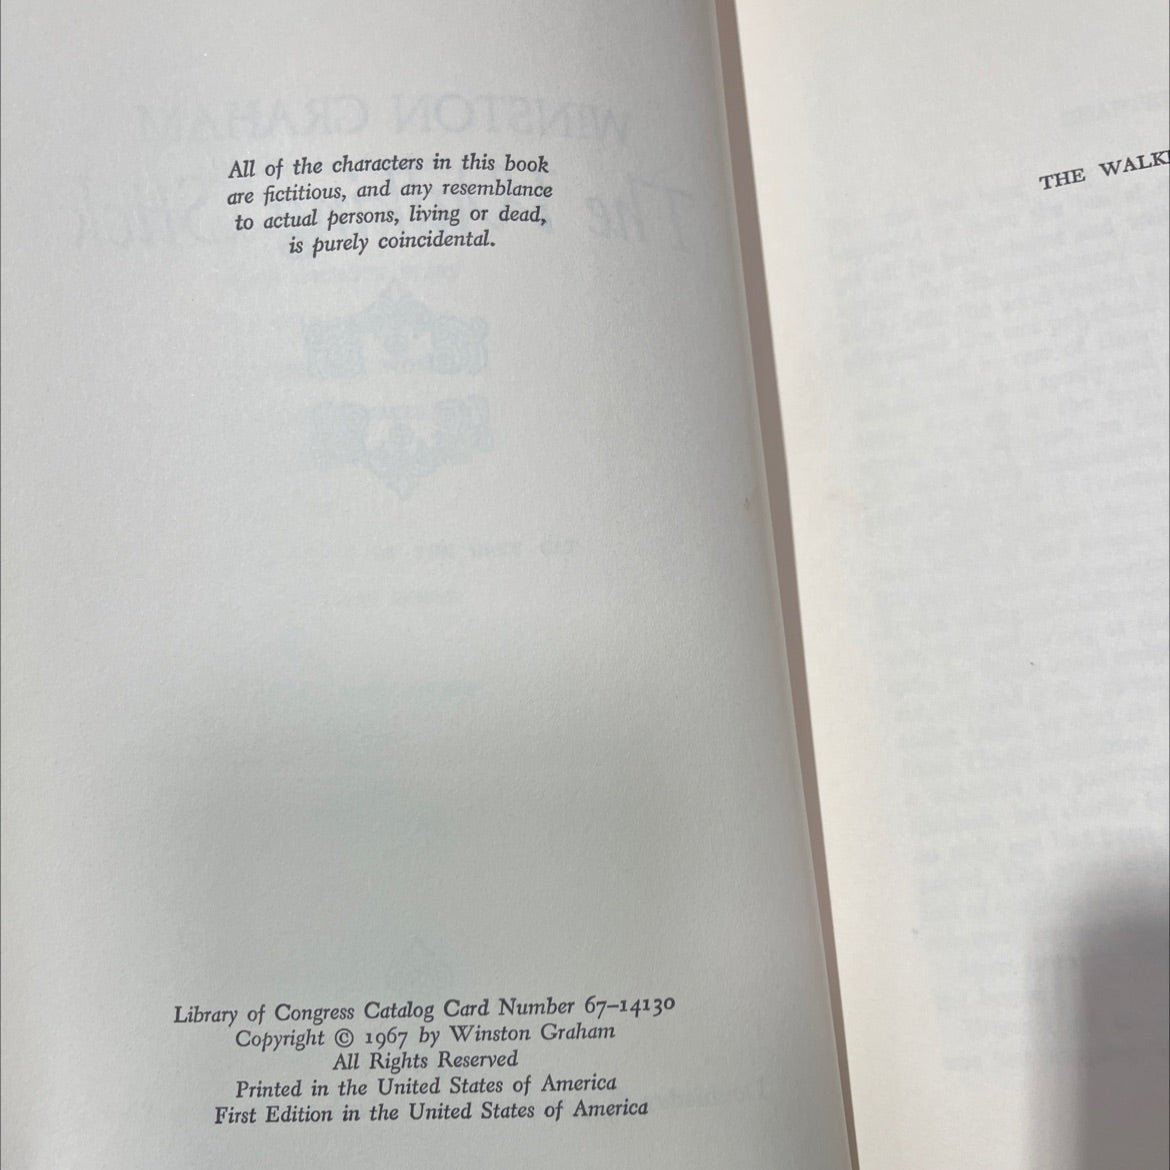 All of the characters in this book
are fictitious, and any resemblance
to actual persons, living or dead,
is purely coincidental.
Library of Congress Catalog Card Number 67–14130
Copyright © 1967 by Winston Graham
All Rights Reserved
Printed in the United States of America
First Edition in the United States of America
THE WALKI